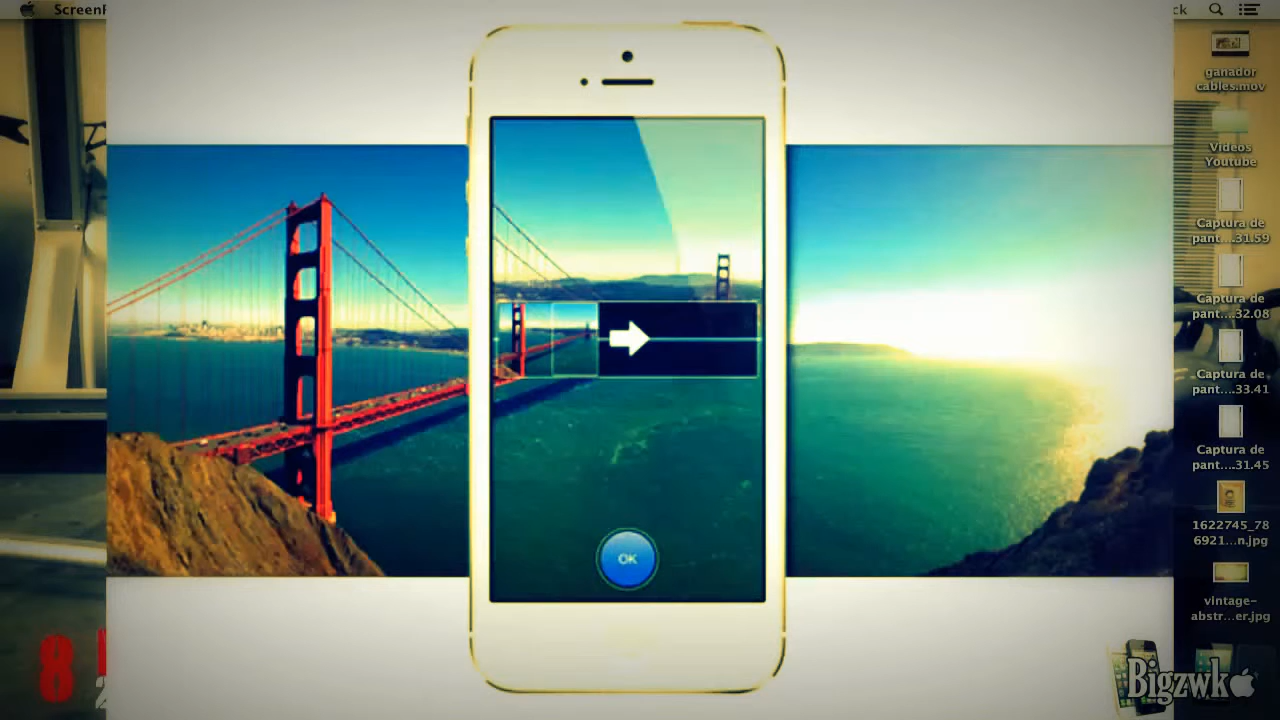 ScreenF
ck
ganador
cables.mov
Videos
Youtube
Captura de
pant....31.59
Captura de
pant....32.08
Captura de
pant....33.41
Captura de
pant....31.45
1622745_78
6921...n.jpg
vintage-
abstr...er.jpg
OK
8
Bigzwk